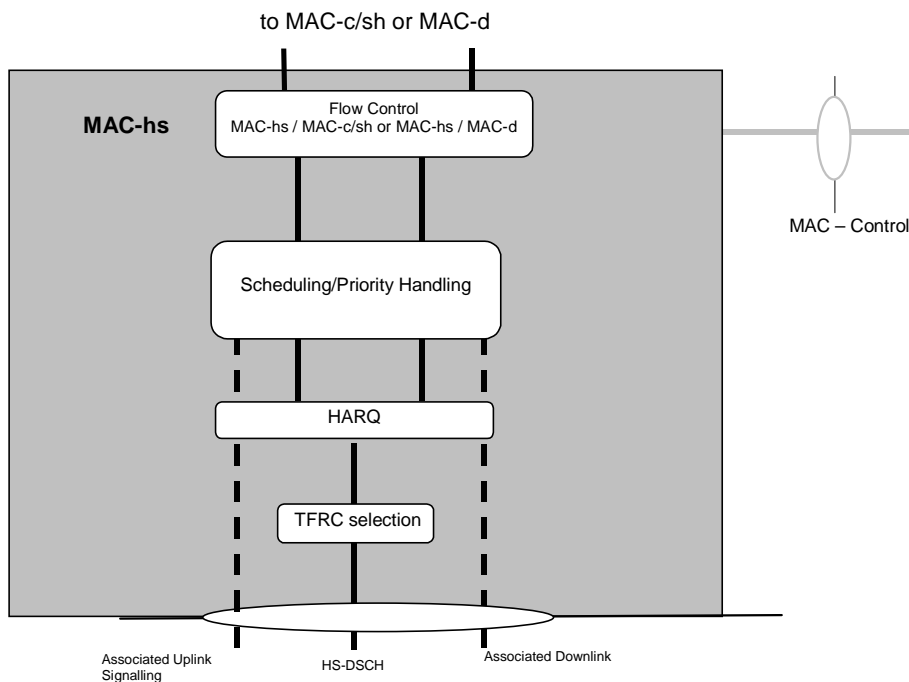 to MAC-c/sh or MAC-d
MAC-hs
Flow Control
MAC-hs / MAC-c/sh or MAC-hs / MAC-d
MAC – Control
Scheduling/Priority Handling
HARQ
TFRC selection
Associated Uplink
Signalling
HS-DSCH
Associated Downlink